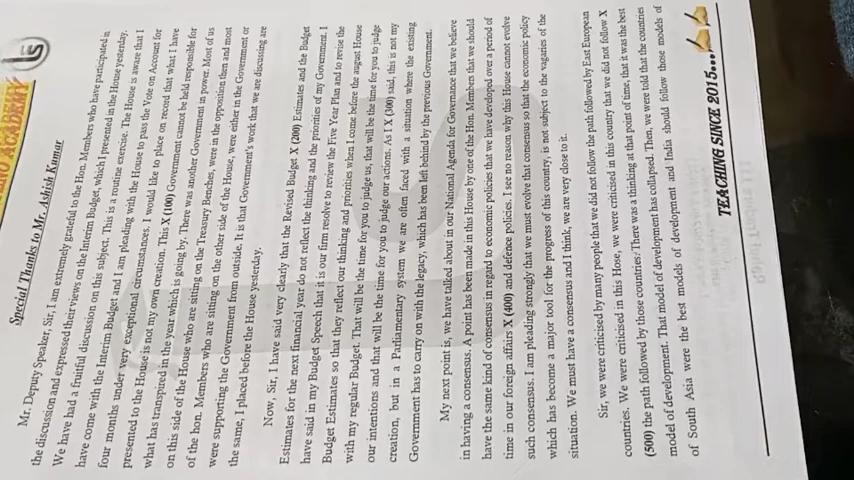 ACADEMY
15
Special Thanks to Mr. Ashish Kumar
Mr. Deputy Speaker, Sir, I am extremely grateful to the Hon. Members who have participated in
the discussion and expressed their views on the Interim Budget, which I presented in the House yesterday.
We have had a fruitful discussion on this subject. This is a routine exercise. The House is aware that I
have come with the Interim Budget and I am pleading with the House to pass the Vote on Account for
four months under very exceptional circumstances. I would like to place on record that what I have
presented to the House is not my own creation. This X (100) Government cannot be held responsible for
what has transpired in the year which is going by. There was another Government in power. Most of us
on this side of the House who are sitting on the Treasury Benches, were in the opposition then and most
of the hon. Members who are sitting on the other side of the House, were either in the Government or
were supporting the Government from outside. It is that Government's work that we are discussing are
the same, I placed before the House yesterday.
Now, Sir, I have said very clearly that the Revised Budget X (200) Estimates and the Budget
Estimates for the next financial year do not reflect the thinking and the priorities of my Government. I
have said in my Budget Speech that it is our firm resolve to review the Five Year Plan and to revise the
Budget Estimates so that they reflect our thinking and priorities when I come before the august House
with my regular Budget. That will be the time for you to judge us, that will be the time for you to judge
our intentions and that will be the time for you to judge our actions. As I X (300) said, this is not my
creation, but in a Parliamentary system we are often faced with a situation where the existing
Government has to carry on with the legacy, which has been left behind by the previous Government.
My next point is, we have talked about in our National Agenda for Governance that we believe
in having a consensus. A point has been made in this House by one of the Hon. Members that we should
have the same kind of consensus in regard to economic policies that we have developed over a period of
time in our foreign affairs X (400) and defence policies. I see no reason why this House cannot evolve
such consensus. I am pleading strongly that we must evolve that consensus so that the economic policy
which has become a major tool for the progress of this country, is not subject to the vagaries of the
situation. We must have a consensus and I think, we are very close to it.
Sir, we were criticised by many people that we did not follow the path followed by East European
countries. We were criticised in this Hose, we were criticised in this country that we did not follow X
(500) the path followed by those countries. There was a thinking at that point of time, that it was the best
model of development. That model of development has collapsed. Then, we were told that the countries
of South Asia were the best models of development and India should follow those models of
TEACHING SINCE 2015...✍✍